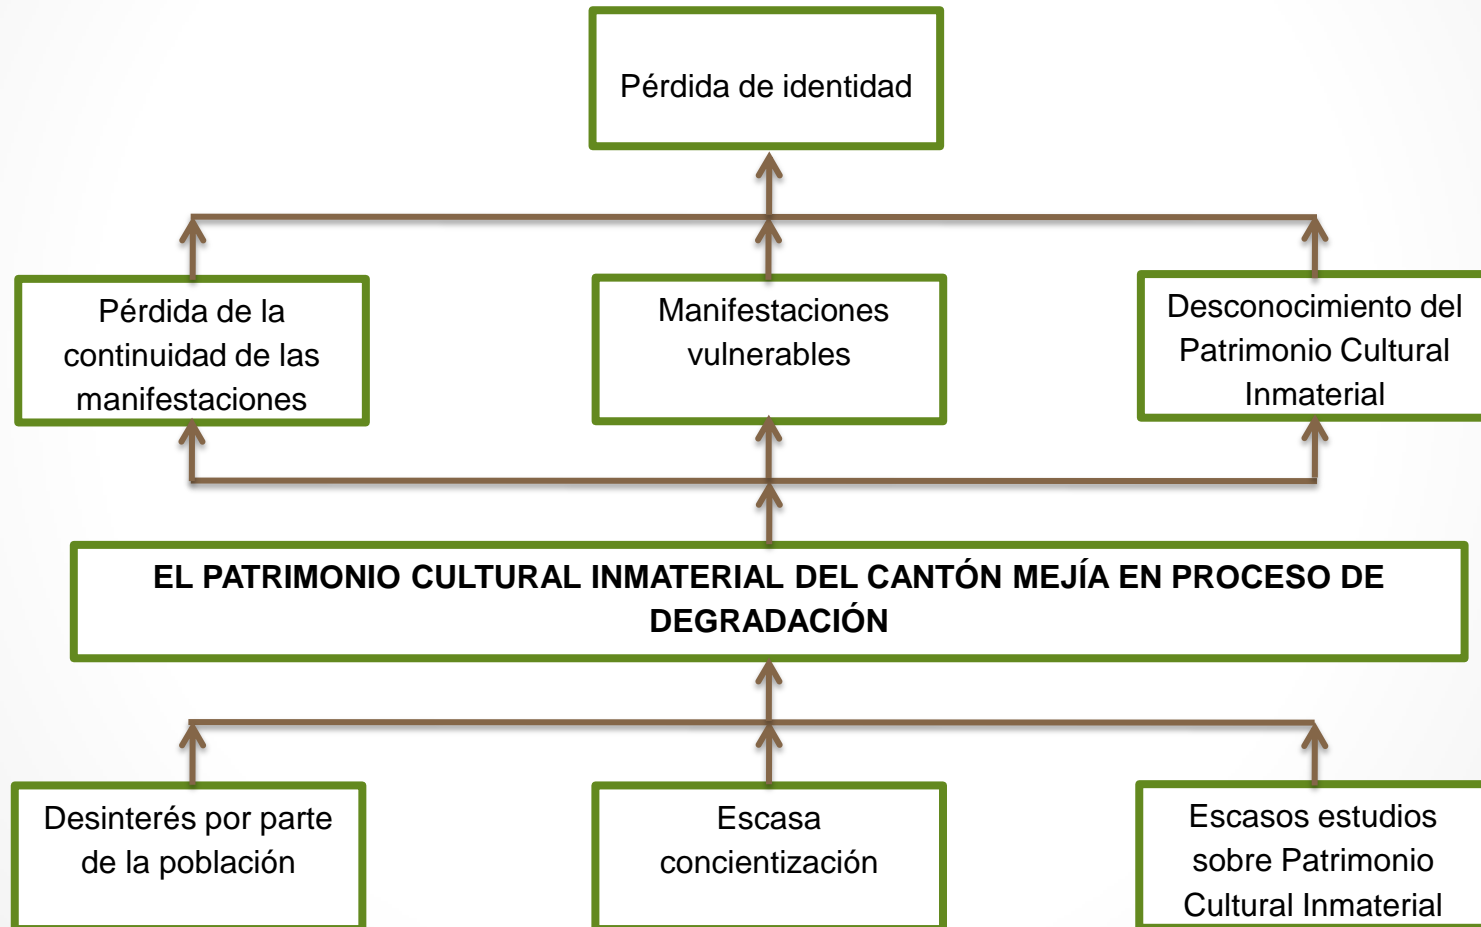 Pérdida de identidad
Pérdida de la
continuidad de las
manifestaciones
Manifestaciones
vulnerables
Desconocimiento del
Patrimonio Cultural
Inmaterial
EL PATRIMONIO CULTURAL INMATERIAL DEL CANTÓN MEJÍA EN PROCESO DE
DEGRADACIÓN
Desinterés por parte
de la población
Escasa
concientización
Escasos estudios
sobre Patrimonio
Cultural Inmaterial